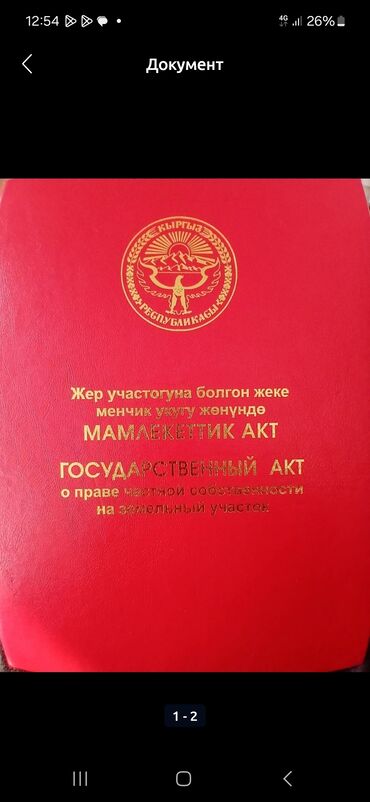 12:54
4G
26%
Документ
КЫРГЫЗ
РЕСПУБЛИКАСЫ
Жер участогуна болгон жеке
менчик укугу жөнүндө
МАМЛЕКЕТТИК АКТ
ГОСУДАРСТВЕННЫЙ АКТ
о праве частной собственности
на земельный участок
1 - 2